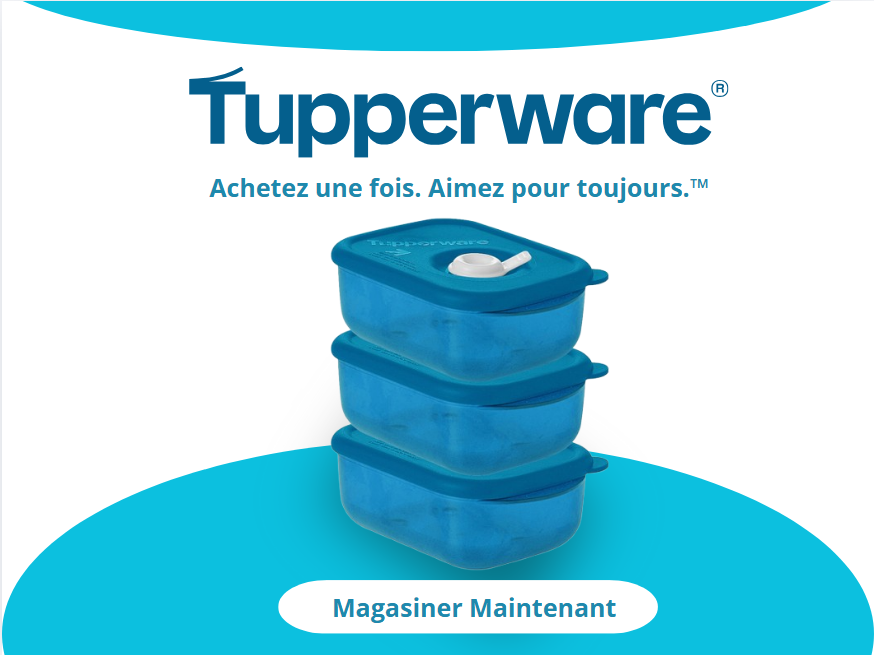 Tupperware®
Achetez une fois. Aimez pour toujours.™
Tupperware
Magasiner Maintenant